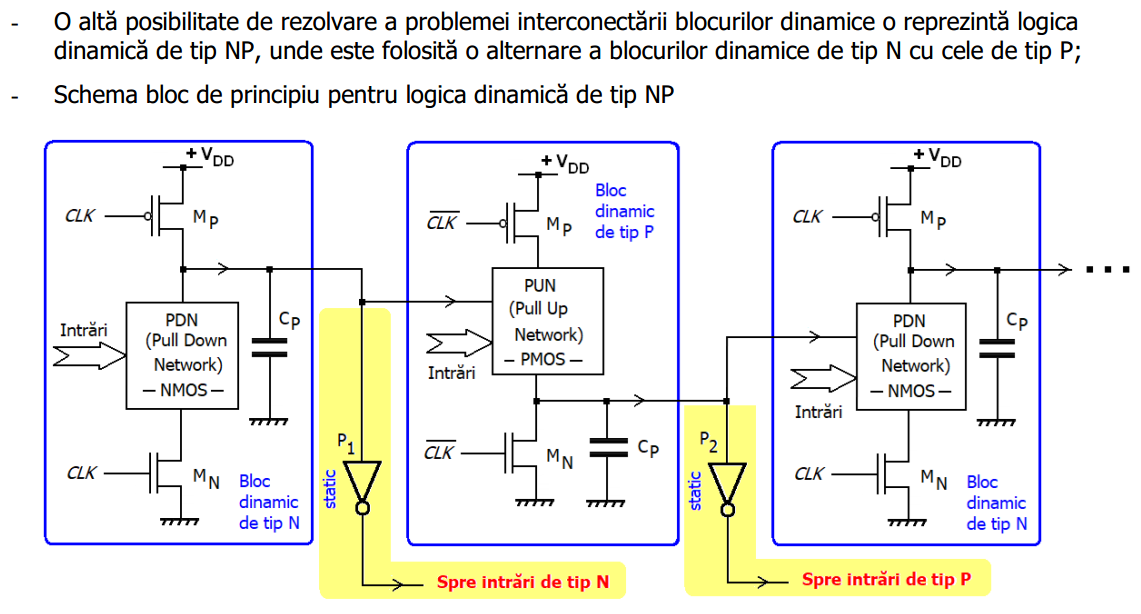 - O altă posibilitate de rezolvare a problemei interconectării blocurilor dinamice o reprezintă logica
dinamică de tip NP, unde este folosită o alternare a blocurilor dinamice de tip N cu cele de tip P;
- Schema bloc de principiu pentru logica dinamică de tip NP
+ VDD
CLK
MP
PDN
(Pull Down
Network)
— NMOS —
Intrări
CP
CLK
MN
Bloc
dinamic
de tip N
P1
static
Spre intrări de tip N
+ VDD
Bloc
dinamic
de tip P
C̅L̅K̅
MP
PUN
(Pull Up
Network)
— PMOS —
Intrări
C̅L̅K̅
MN
CP
P2
static
Spre intrări de tip P
+ VDD
CLK
MP
PDN
(Pull Down
Network)
— NMOS —
Intrări
CP
CLK
MN
Bloc
dinamic
de tip N
...